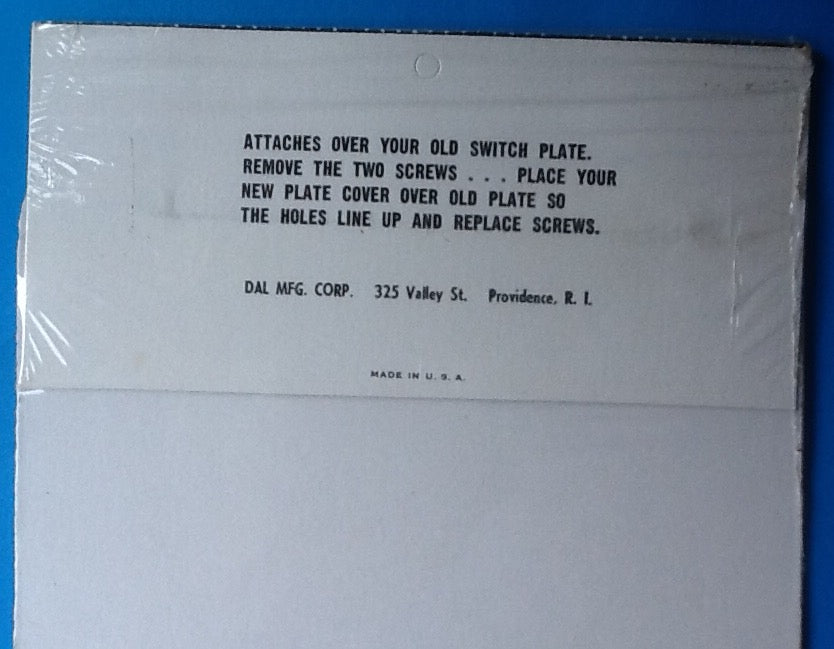 ATTACHES OVER YOUR OLD SWITCH PLATE.
REMOVE THE TWO SCREWS . . . PLACE YOUR
NEW PLATE COVER OVER OLD PLATE SO
THE HOLES LINE UP AND REPLACE SCREWS.
DAL MFG. CORP. 325 Valley St. Providence, R. I.
MADE IN U. S. A.